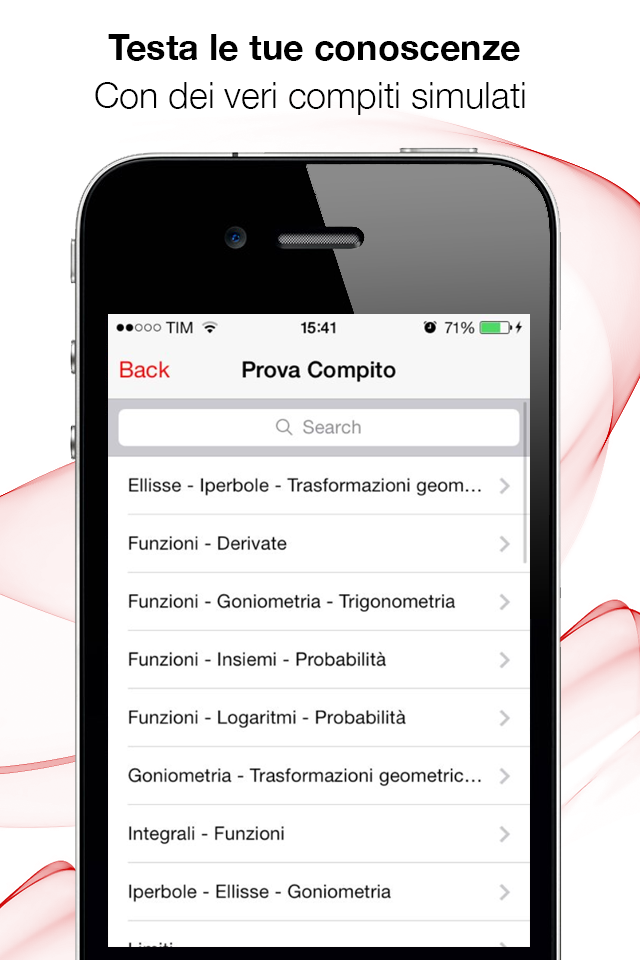 Testa le tue conoscenze
Con dei veri compiti simulati
TIM 15:41 71%
Back Prova Compito
Search
Ellisse - Iperbole - Trasformazioni geom...
Funzioni - Derivate
Funzioni - Goniometria - Trigonometria
Funzioni - Insiemi - Probabilità
Funzioni - Logaritmi - Probabilità
Goniometria - Trasformazioni geometric...
Integrali - Funzioni
Iperbole - Ellisse - Goniometria
Limiti